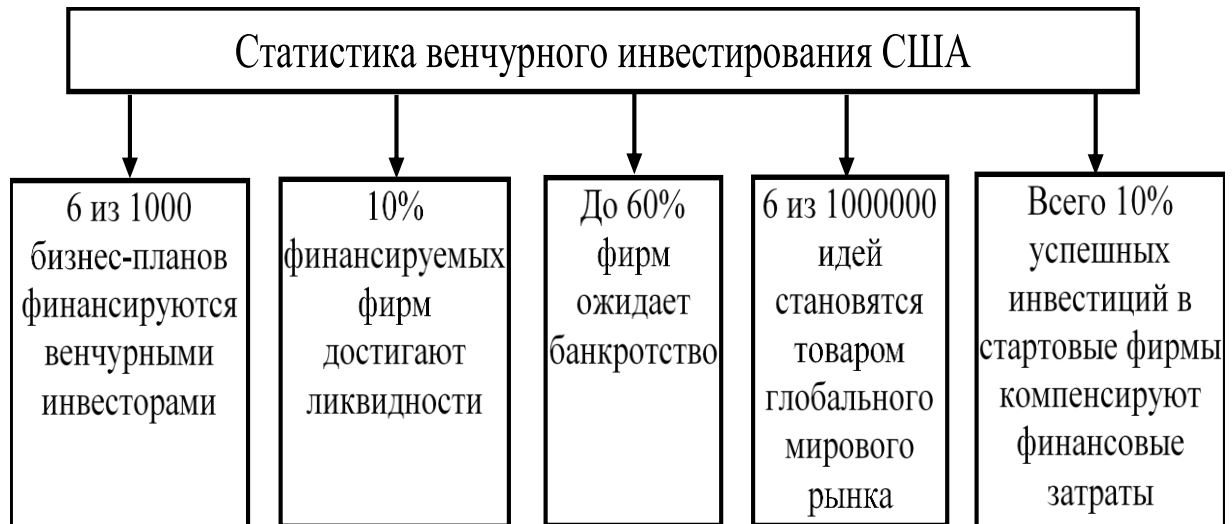 Статистика венчурного инвестирования США
6 из 1000
бизнес-планов
финансируются
венчурными
инвесторами
10%
финансируемых
фирм
достигают
ликвидности
До 60%
фирм
ожидает
банкротство
6 из 1000000
идей
становятся
товаром
глобального
мирового
рынка
Всего 10%
успешных
инвестиций в
стартовые фирмы
компенсируют
финансовые
затраты